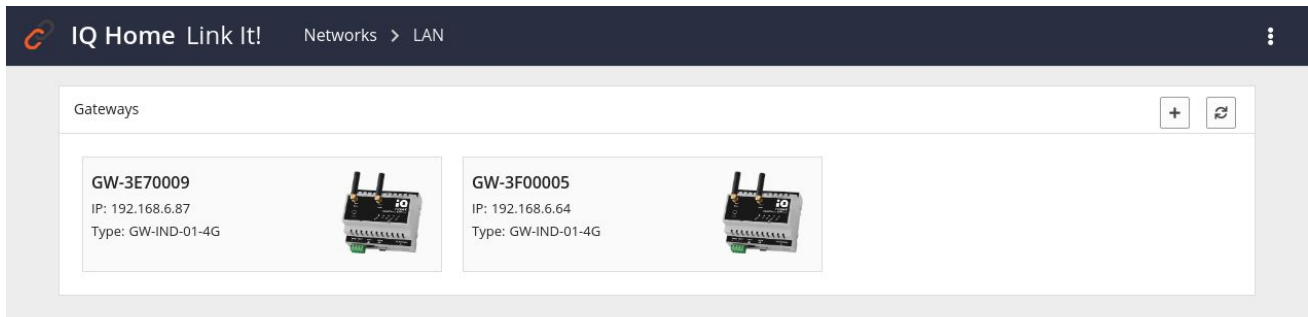 IQ Home Link It! Networks > LAN
Gateways
GW-3E70009
IP: 192.168.6.87
Type: GW-IND-01-4G
GW-3F00005
IP: 192.168.6.64
Type: GW-IND-01-4G